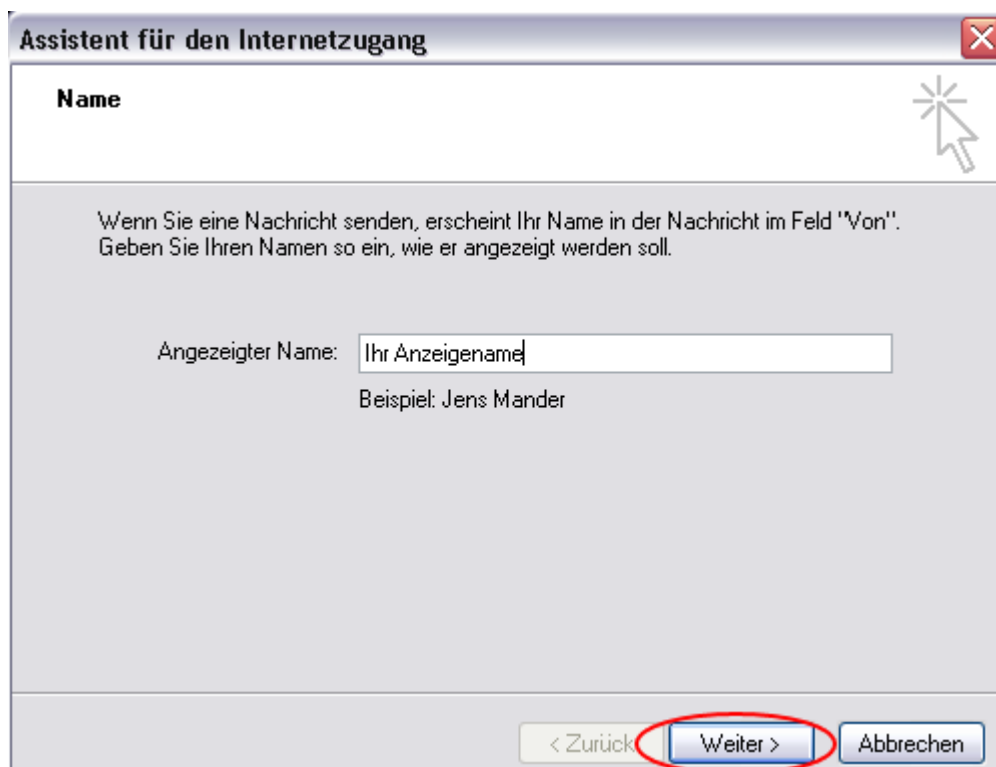 Assistent für den Internetzugang
Name
Wenn Sie eine Nachricht senden, erscheint Ihr Name in der Nachricht im Feld "Von".
Geben Sie Ihren Namen so ein, wie er angezeigt werden soll.
Angezeigter Name: Ihr Anzeigename
Beispiel: Jens Mander
< Zurück Weiter > Abbrechen